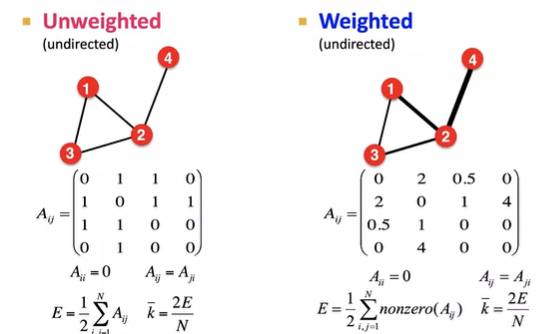 Unweighted
(undirected)
4
1
2
3
A_ij = (0 1 1 0
1 0 1 1
1 1 0 0
0 1 0 0)
A_ii = 0 A_ij = A_ji
E = 1/2 ∑_{i,j=1}^{N} A_ij k̄ = 2E/N
Weighted
(undirected)
4
1
2
3
A_ij = (0 2 0.5 0
2 0 1 4
0.5 1 0 0
0 4 0 0)
A_ii = 0 A_ij = A_ji
E = 1/2 ∑_{i,j=1}^{N} nonzero(A_ij) k̄ = 2E/N